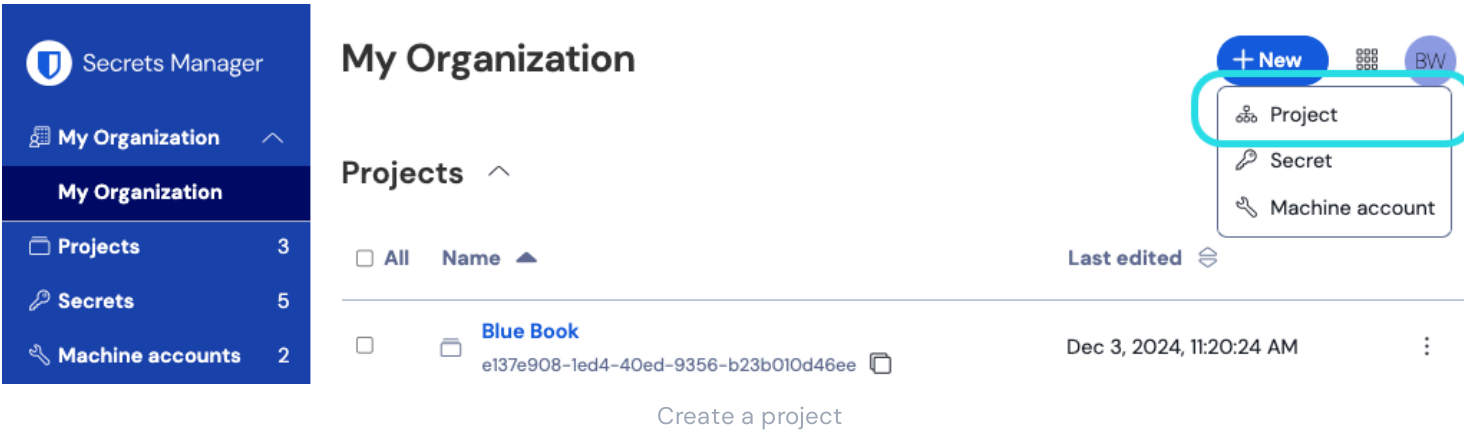 Secrets Manager
My Organization
My Organization
Projects 3
Secrets 5
Machine accounts 2
My Organization
+ New
BW
Project
Secret
Machine account
Projects
All Name Last edited
Blue Book
e137e908-1ed4-40ed-9356-b23b010d46ee
Dec 3, 2024, 11:20:24 AM
Create a project